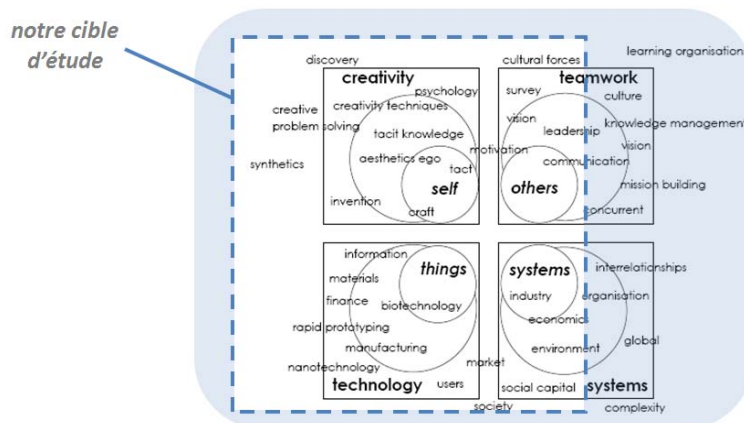 notre cible
d'étude
discovery
cultural forces
learning organisation
creativity
teamwork
psychology
survey
culture
creative
problem solving
creativity techniques
vision
knowledge management
tacit knowledge
leadership
vision
motivation
synthetics
aesthetics ego
communication
tact
self
others
mission building
invention
craft
concurrent
information
things
systems
interrelationships
materials
finance
biotechnology
industry
organisation
rapid prototyping
economics
manufacturing
environment
global
nanotechnology
market
technology
users
social capital
systems
society
complexity